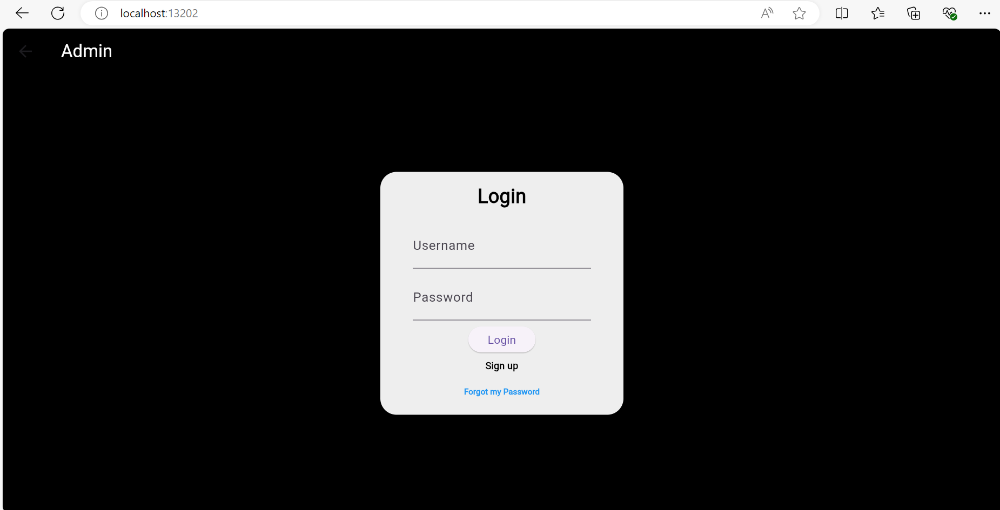 localhost:13202
Admin
Login
Username
Password
Login
Sign up
Forgot my Password